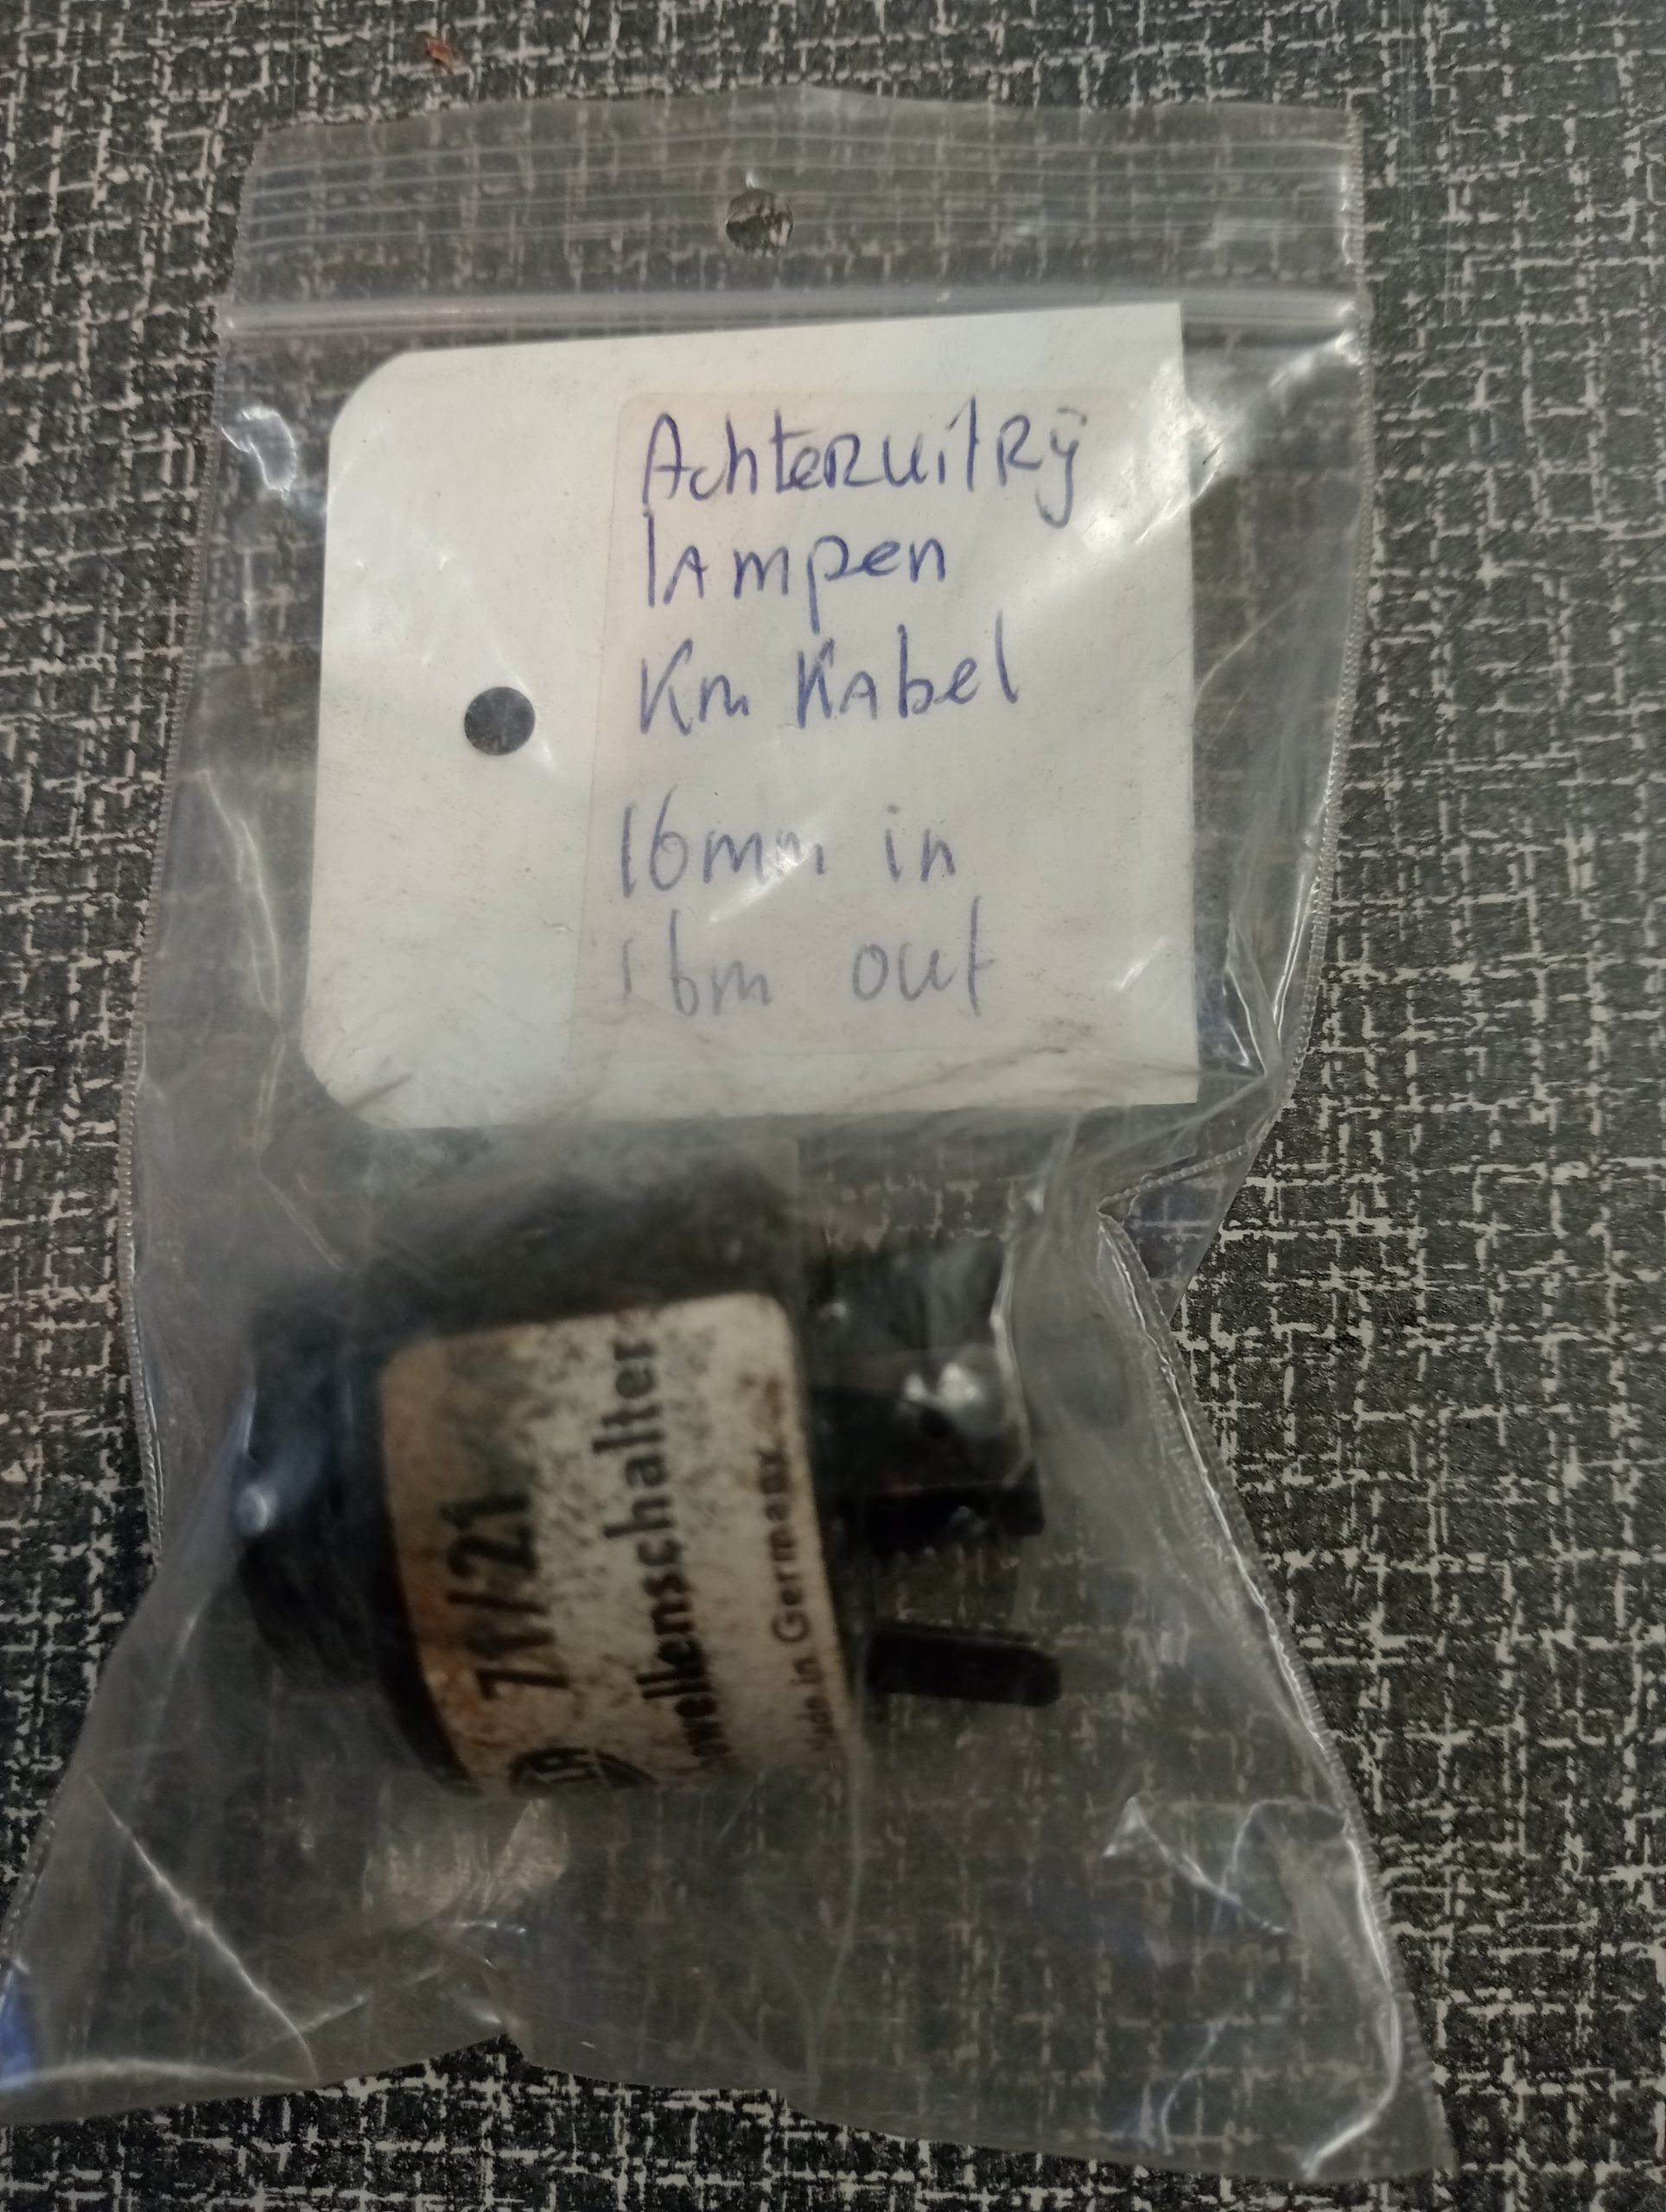 AchteRuitRij
lAmpen
Km KAbel
16mm in
16m out
71/21
wellenschalter
in Germany